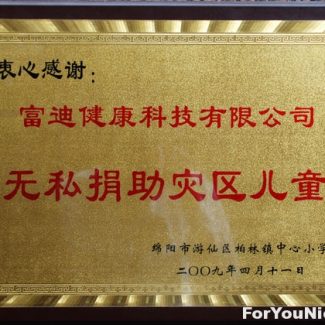 衷心感谢：
富迪健康科技有限公司
无私捐助灾区儿童
绵阳市游仙区柏林镇中心小学
二〇〇九年四月十一日
ForYouNi